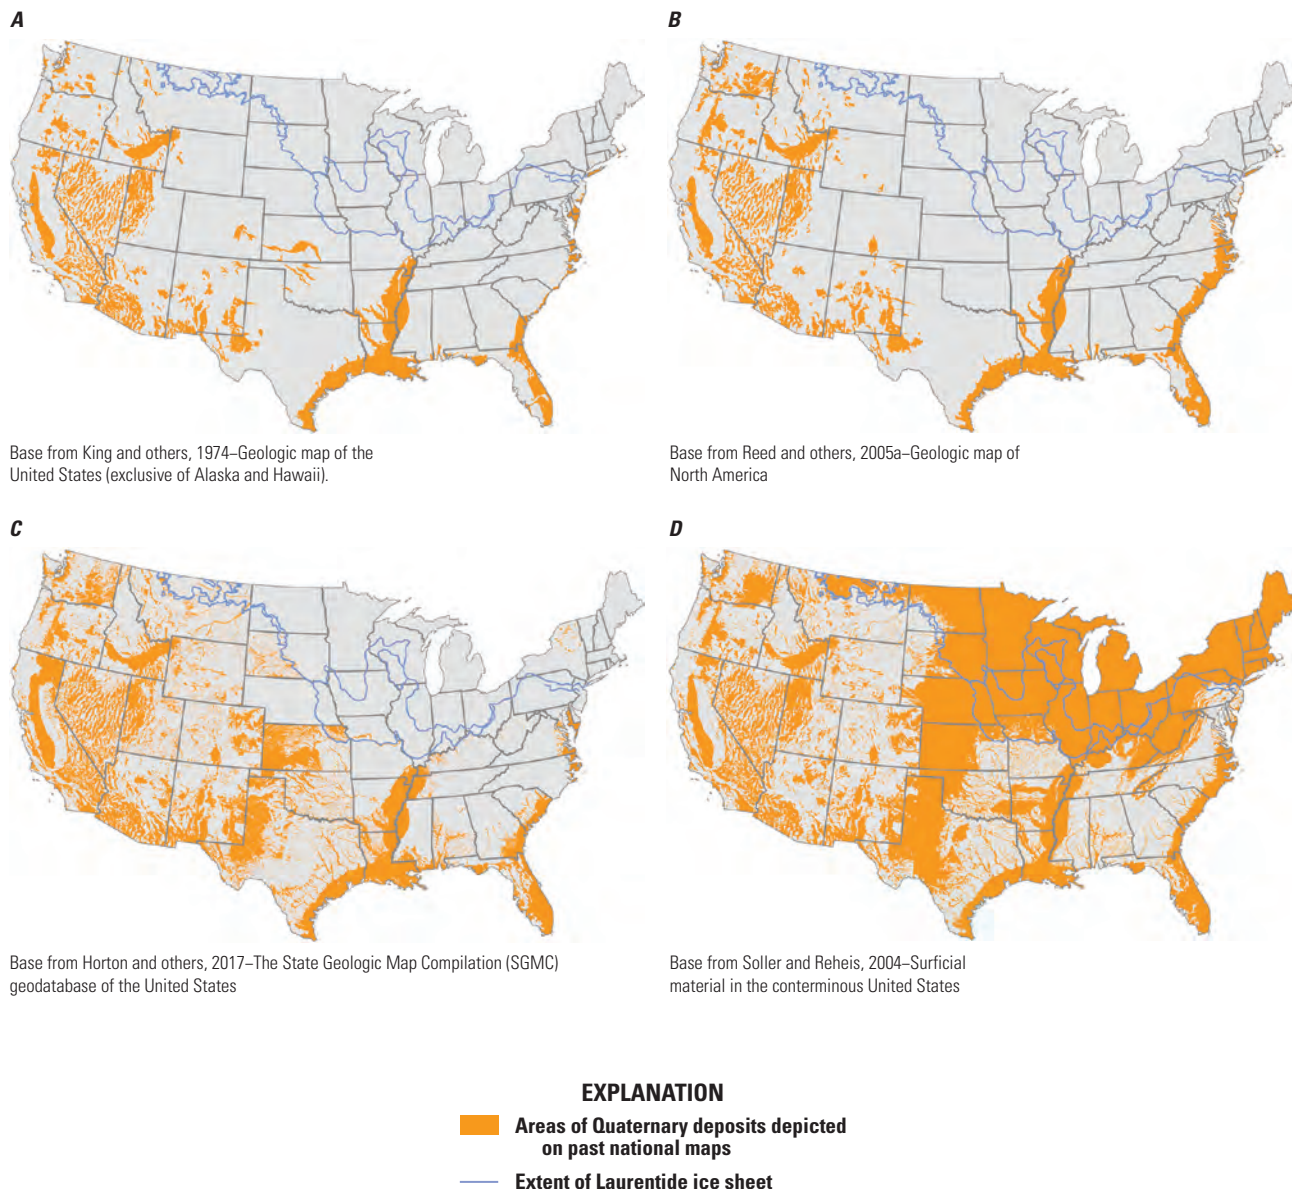 A
B
Base from King and others, 1974–Geologic map of the
United States (exclusive of Alaska and Hawaii).
Base from Reed and others, 2005a–Geologic map of
North America
C
D
Base from Horton and others, 2017–The State Geologic Map Compilation (SGMC)
geodatabase of the United States
Base from Soller and Reheis, 2004–Surficial
material in the conterminous United States
EXPLANATION
Areas of Quaternary deposits depicted
on past national maps
Extent of Laurentide ice sheet